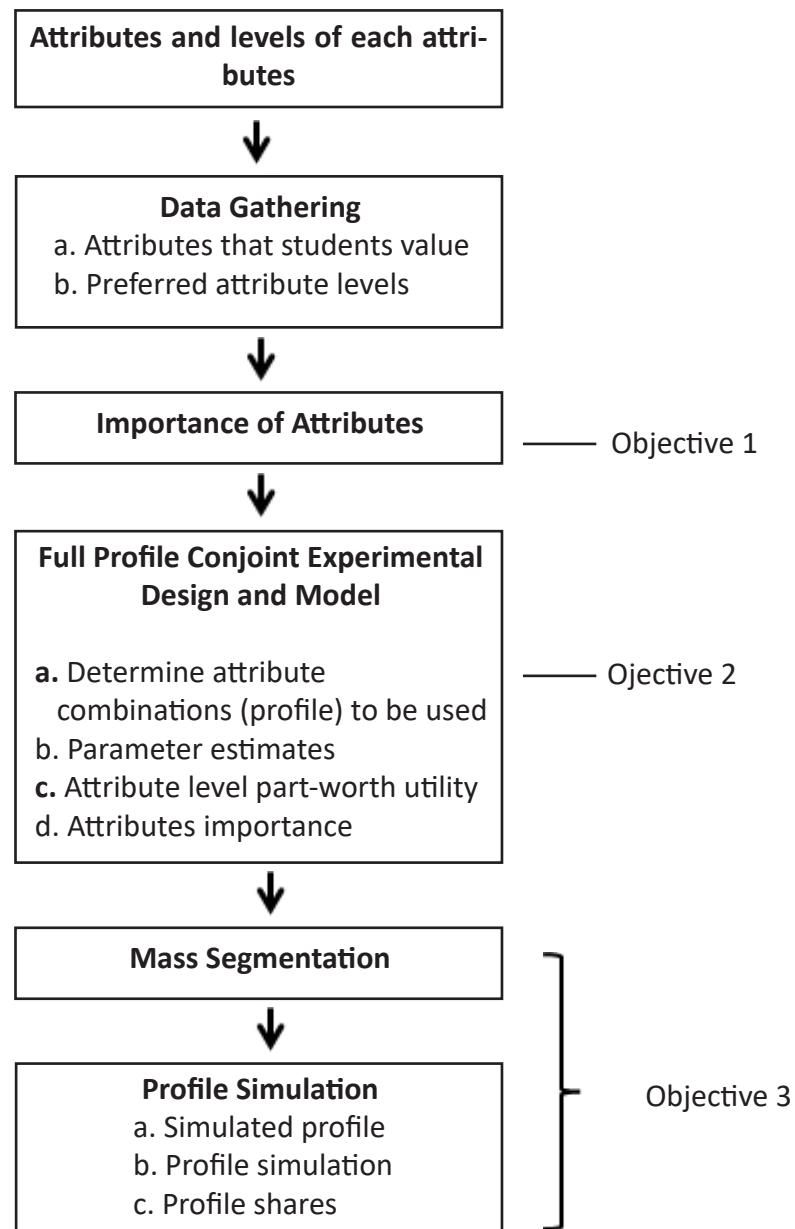 Attributes and levels of each attri-
butes
Data Gathering
a. Attributes that students value
b. Preferred attribute levels
Importance of Attributes
Objective 1
Full Profile Conjoint Experimental
Design and Model
a. Determine attribute
combinations (profile) to be used
b. Parameter estimates
c. Attribute level part-worth utility
d. Attributes importance
Ojective 2
Mass Segmentation
Profile Simulation
a. Simulated profile
b. Profile simulation
c. Profile shares
Objective 3